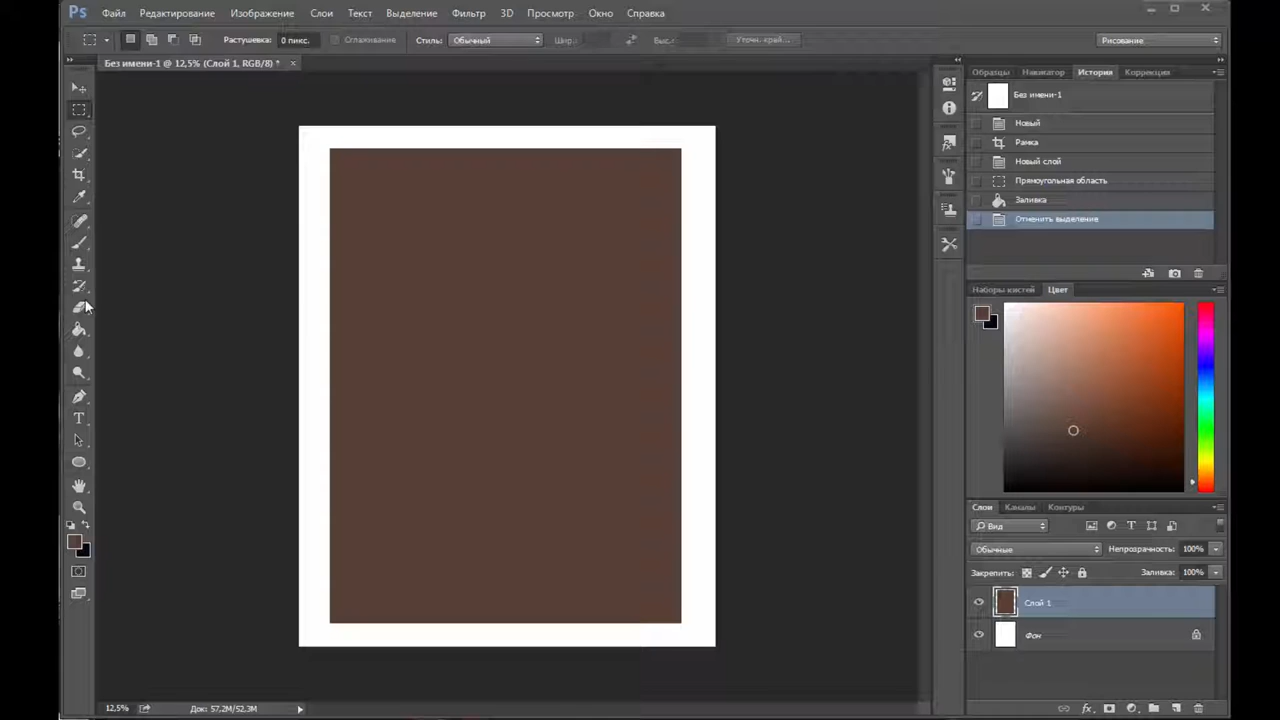 Ps Файл Редактирование Изображение Слои Текст Выделение Фильтр 3D Просмотр Окно Справка
Растушевка: 0 пикс. Сглаживание Стиль: Обычный Шир.: Выс.: Уточн. край... Рисование
Без имени-1 @ 12,5% (Слой 1, RGB/8) * ×
Образцы Навигатор История Коррекция
Без имени-1
Новый
Рамка
Новый слой
Прямоугольная область
Заливка
Отменить выделение
Наборы кистей Цвет
T
Слои Каналы Контуры
Вид T
Обычные Непрозрачность: 100%
Закрепить: Заливка: 100%
Слой 1
Фон
12,5% Док: 57,2M/52,3M fx